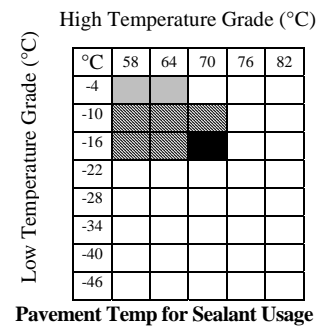 High Temperature Grade (°C)
Low Temperature Grade (°C)
°C 58 64 70 76 82
-4
-10
-16
-22
-28
-34
-40
-46
Pavement Temp for Sealant Usage